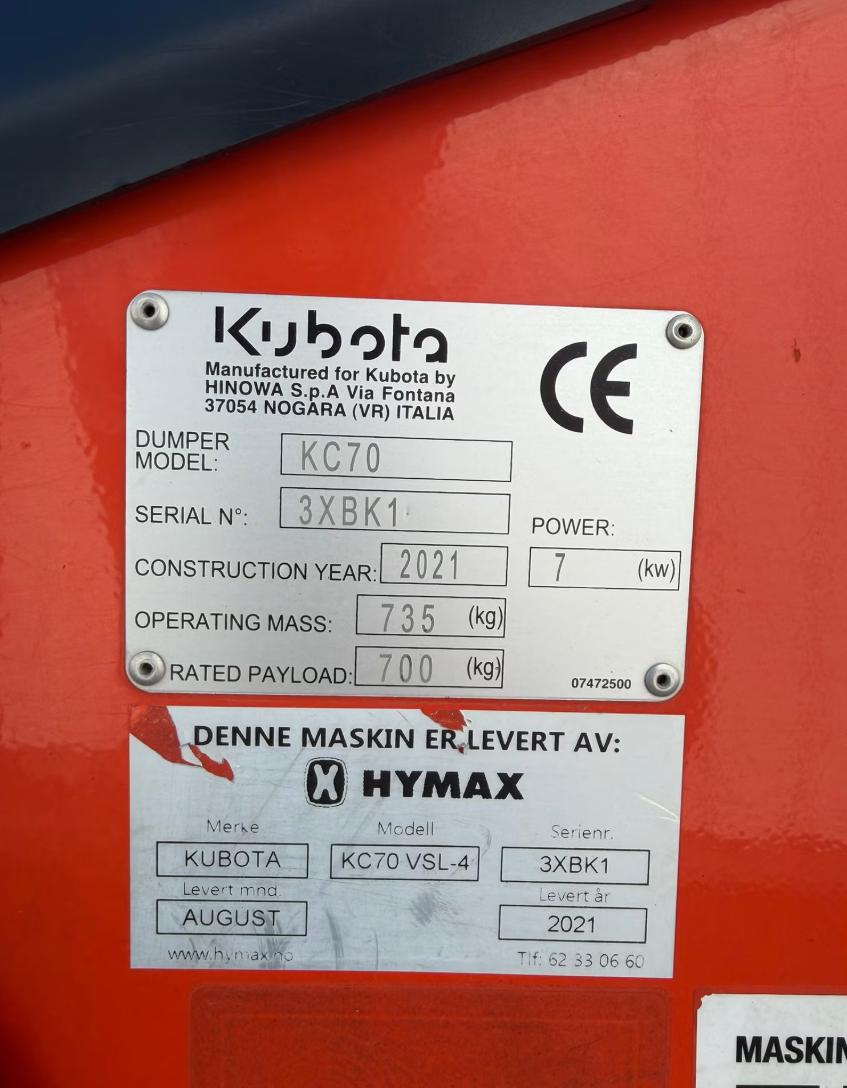 Kubota
Manufactured for Kubota by
HINOWA S.p.A Via Fontana
37054 NOGARA (VR) ITALIA
CE
DUMPER MODEL: KC70
SERIAL N°: 3XBK1
POWER:
CONSTRUCTION YEAR: 2021 7 (kw)
OPERATING MASS: 735 (kg)
RATED PAYLOAD: 700 (kg)
07472500
DENNE MASKIN ER LEVERT AV:
HYMAX
Merke Modell Serienr.
KUBOTA KC70 VSL-4 3XBK1
Levert mnd. Levert år
AUGUST 2021
www.hymax.no Tlf: 62 33 06 60
MASKIN